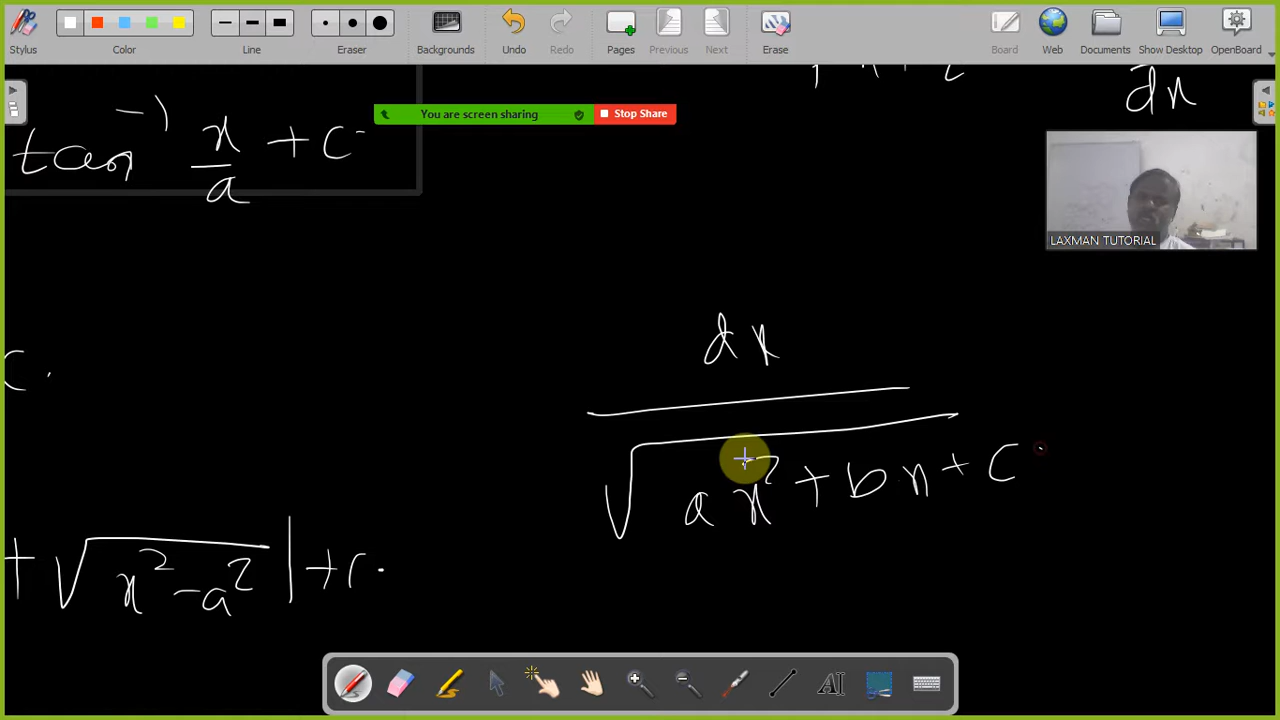 Stylus Color Line Eraser Backgrounds Undo Redo Pages Previous Next Erase Board Web Documents Show Desktop OpenBoard
You are screen sharing Stop Share
dx
tan⁻¹ x/a + c
LAXMAN TUTORIAL
dx
c.
√ax² + bx + c
+ √x² - a² | + c.
AI